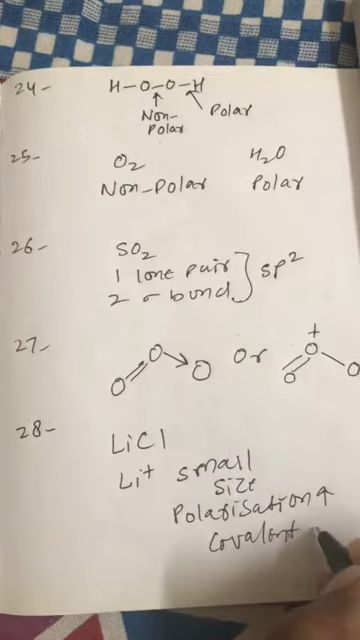 24- H-O-O-H
Non-Polar Polar
25- O2 H2O
Non-Polar Polar
26- SO2
1 lone pair
2 σ bond } SP2
27- O=O→O Or O=O+-O
28- LiCl
Li+ small
size
Polarisation↑
Covalent